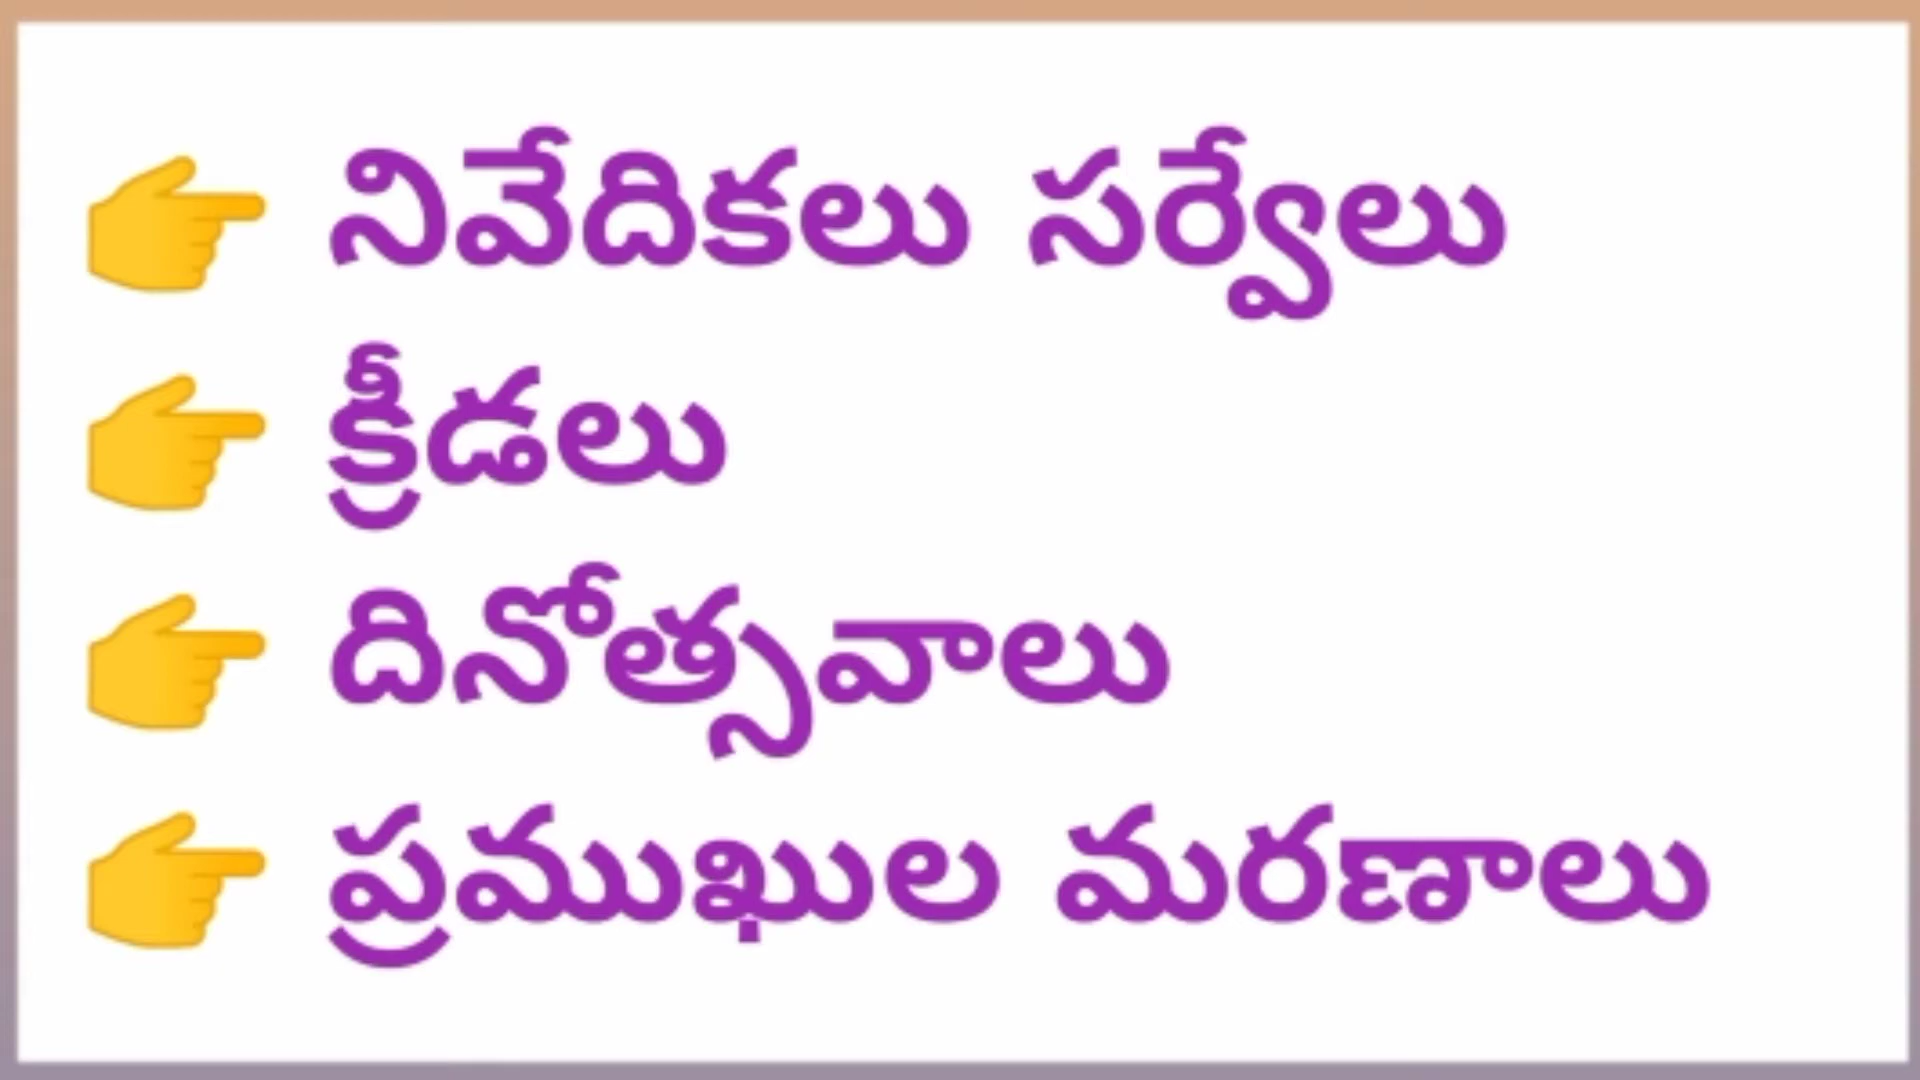 👉 నివేదికలు సర్వేలు
👉 క్రీడలు
👉 దినోత్సవాలు
👉 ప్రముఖుల మరణాలు